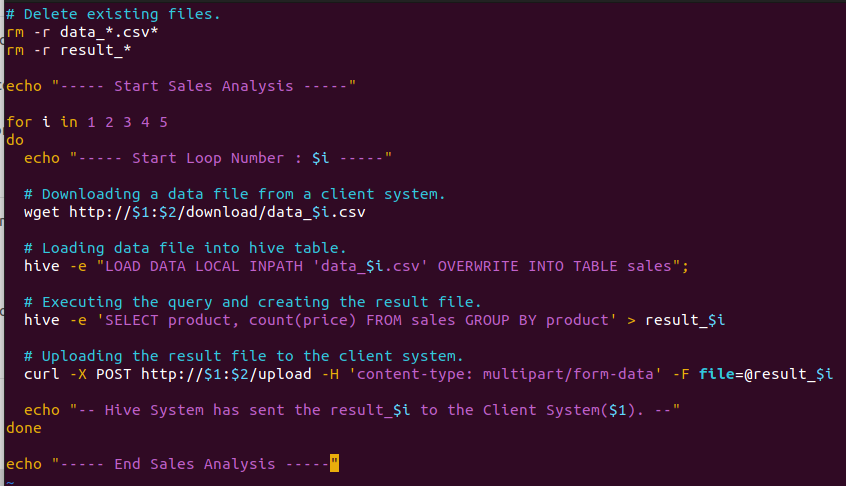 # Delete existing files.
rm -r data_*.csv*
rm -r result_*
echo "----- Start Sales Analysis -----"
for i in 1 2 3 4 5
do
  echo "----- Start Loop Number : $i -----"
  # Downloading a data file from a client system.
  wget http://$1:$2/download/data_$i.csv
  # Loading data file into hive table.
  hive -e "LOAD DATA LOCAL INPATH 'data_$i.csv' OVERWRITE INTO TABLE sales";
  # Executing the query and creating the result file.
  hive -e 'SELECT product, count(price) FROM sales GROUP BY product' > result_$i
  # Uploading the result file to the client system.
  curl -X POST http://$1:$2/upload -H 'content-type: multipart/form-data' -F file=@result_$i
  echo "-- Hive System has sent the result_$i to the Client System($1). --"
done
echo "----- End Sales Analysis -----"
~